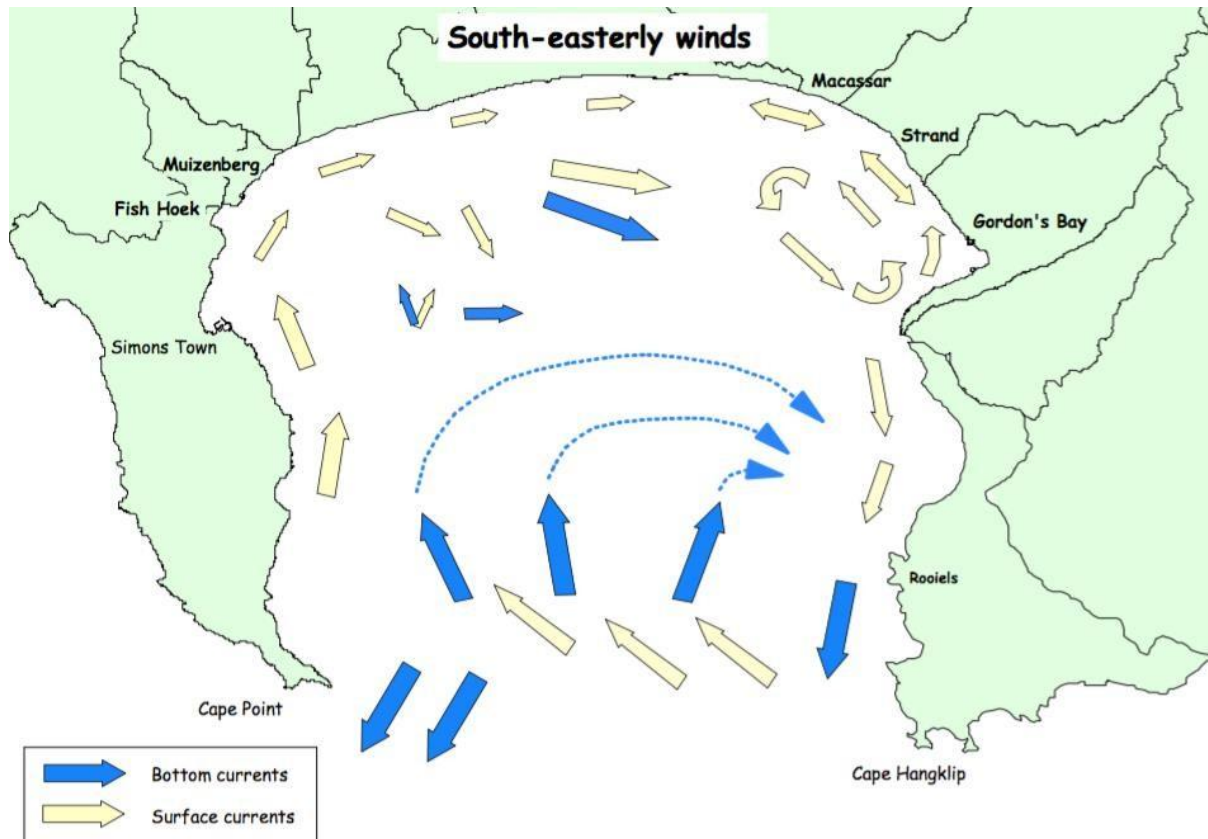 South-easterly winds
Macassar
Strand
Muizenberg
Fish Hoek
Gordon's Bay
Simons Town
Rooiels
Cape Point
Cape Hangklip
Bottom currents
Surface currents